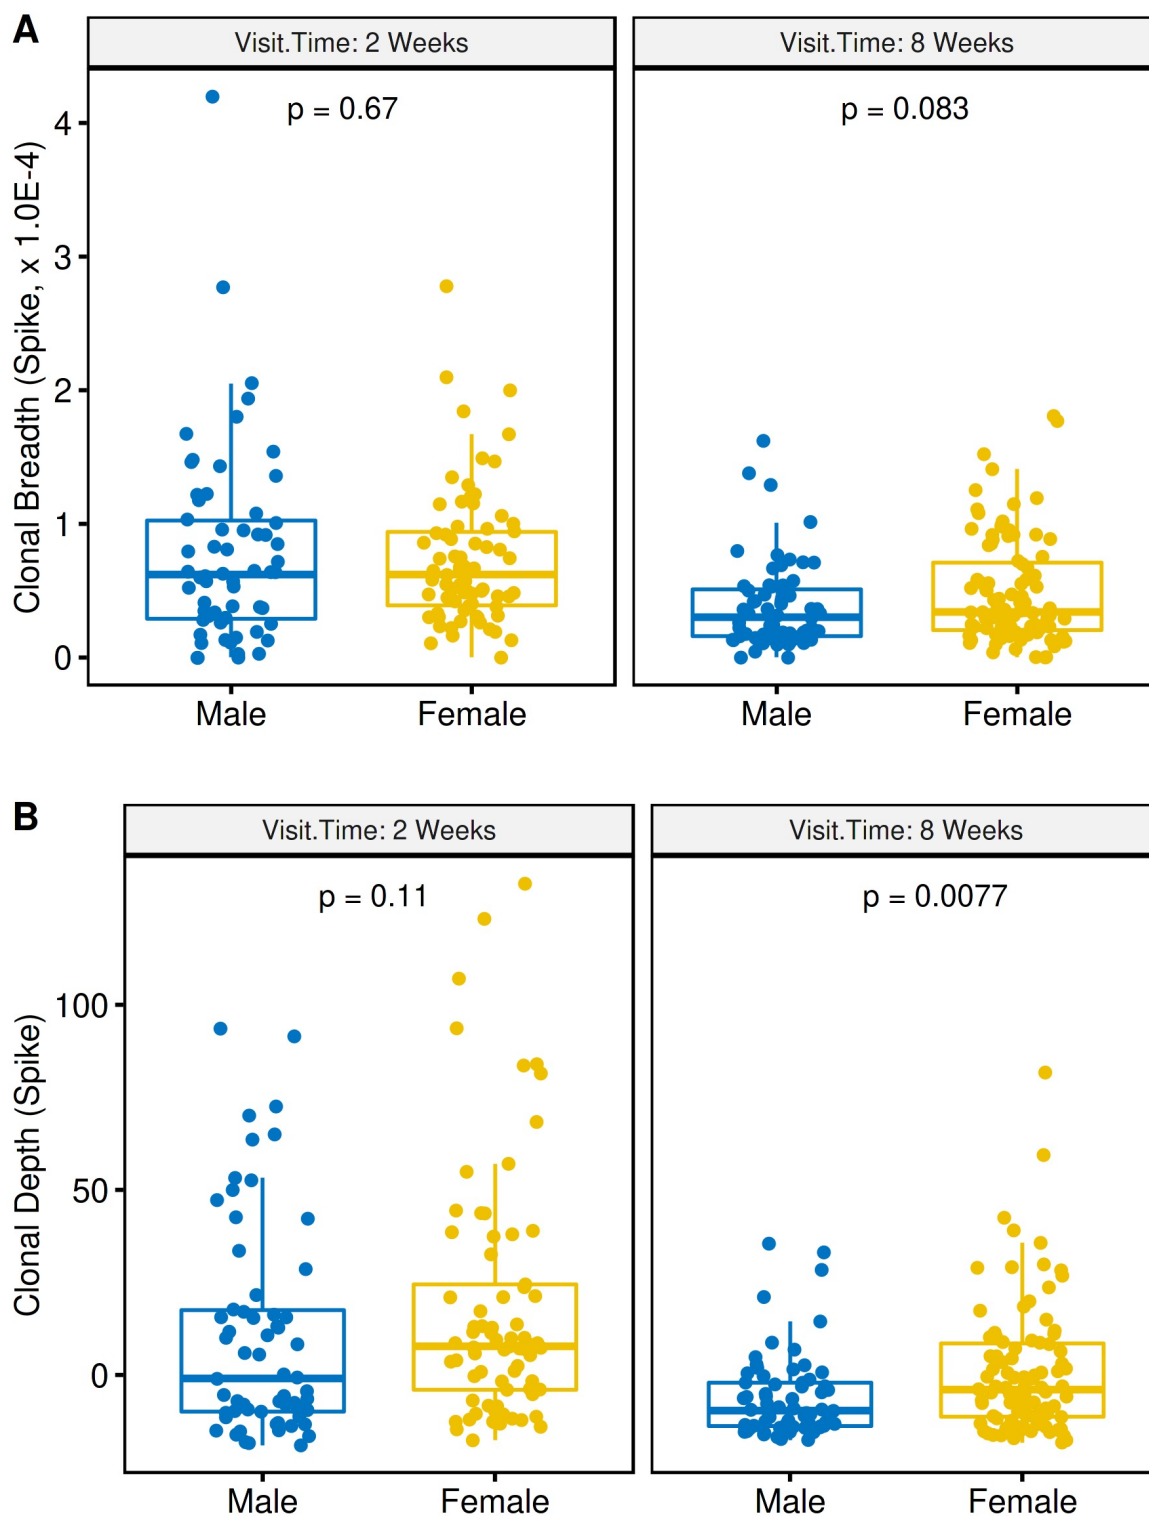 A
Visit.Time: 2 Weeks
Visit.Time: 8 Weeks
Clonal Breadth (Spike, x 1.0E-4)
p = 0.67
p = 0.083
4
3
2
1
0
Male
Female
Male
Female
B
Visit.Time: 2 Weeks
Visit.Time: 8 Weeks
Clonal Depth (Spike)
p = 0.11
p = 0.0077
100
50
0
Male
Female
Male
Female